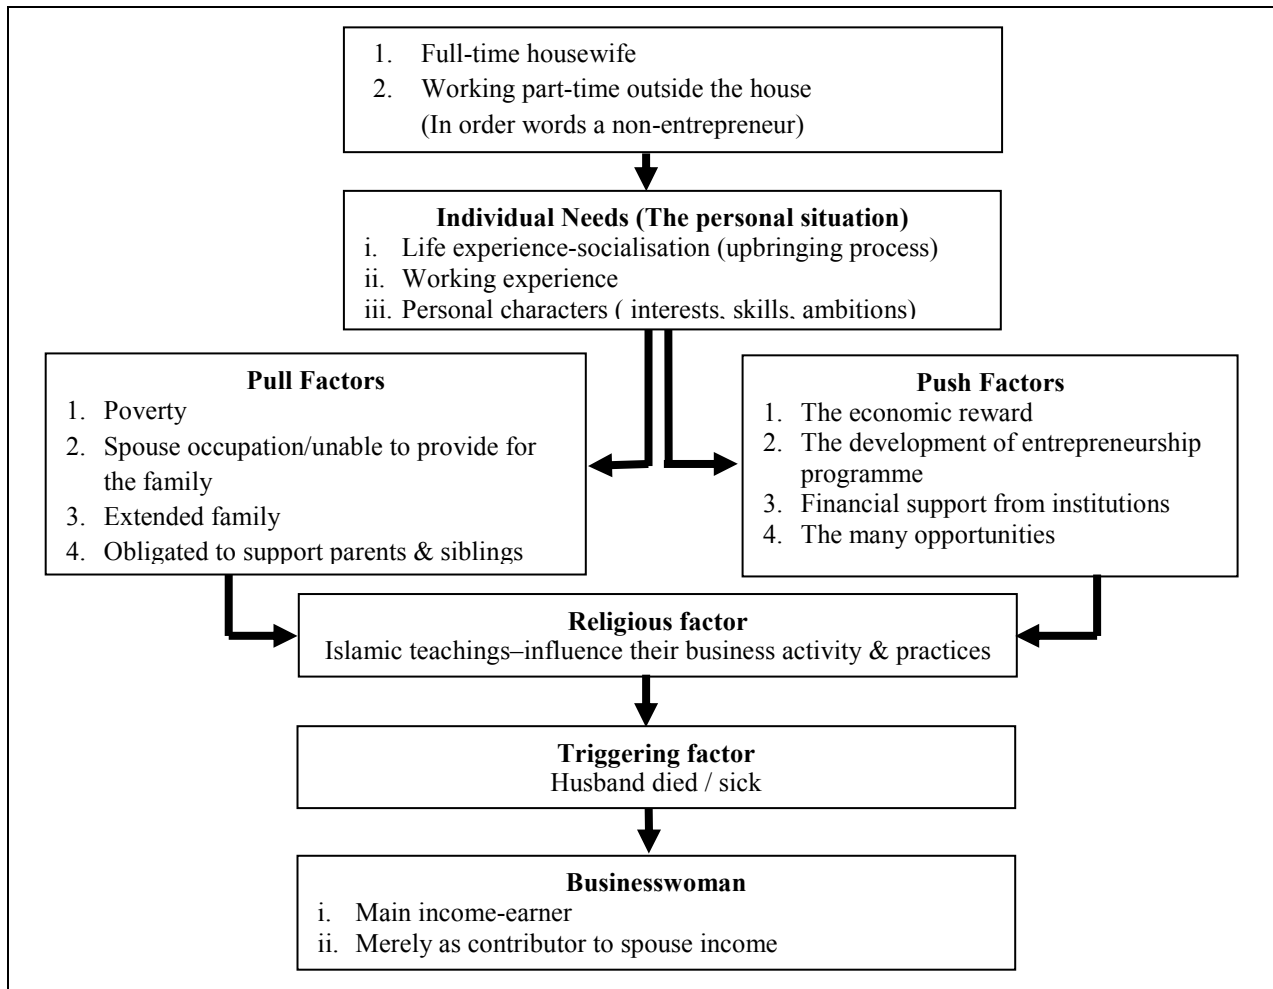 1. Full-time housewife
2. Working part-time outside the house
(In order words a non-entrepreneur)
Individual Needs (The personal situation)
i. Life experience-socialisation (upbringing process)
ii. Working experience
iii. Personal characters ( interests, skills, ambitions)
Pull Factors
1. Poverty
2. Spouse occupation/unable to provide for
the family
3. Extended family
4. Obligated to support parents & siblings
Push Factors
1. The economic reward
2. The development of entrepreneurship
programme
3. Financial support from institutions
4. The many opportunities
Religious factor
Islamic teachings–influence their business activity & practices
Triggering factor
Husband died / sick
Businesswoman
i. Main income-earner
ii. Merely as contributor to spouse income